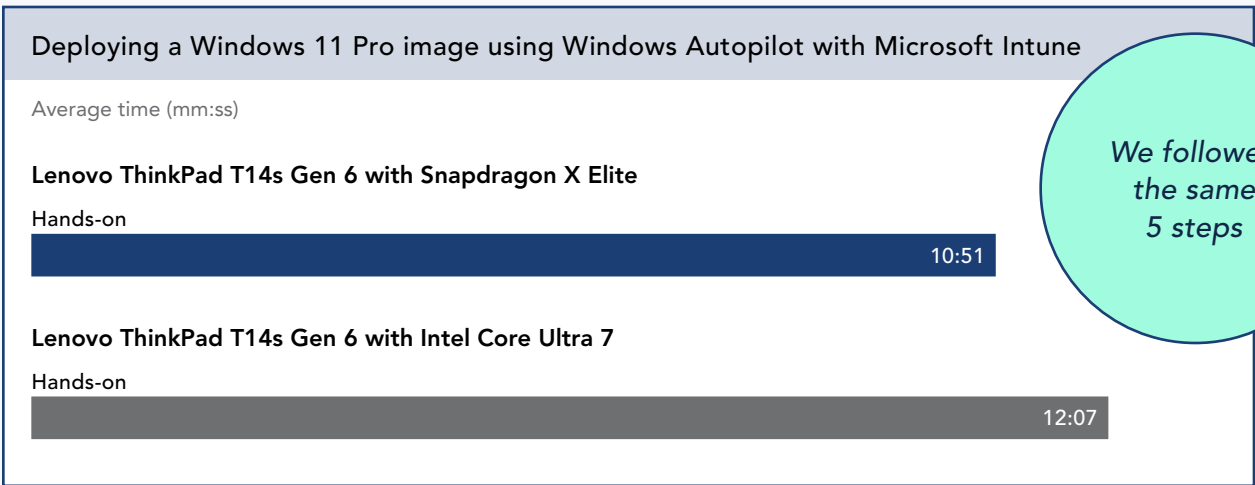 Deploying a Windows 11 Pro image using Windows Autopilot with Microsoft Intune
Average time (mm:ss)
Lenovo ThinkPad T14s Gen 6 with Snapdragon X Elite
Hands-on
10:51
Lenovo ThinkPad T14s Gen 6 with Intel Core Ultra 7
Hands-on
12:07
We
the same
5 steps